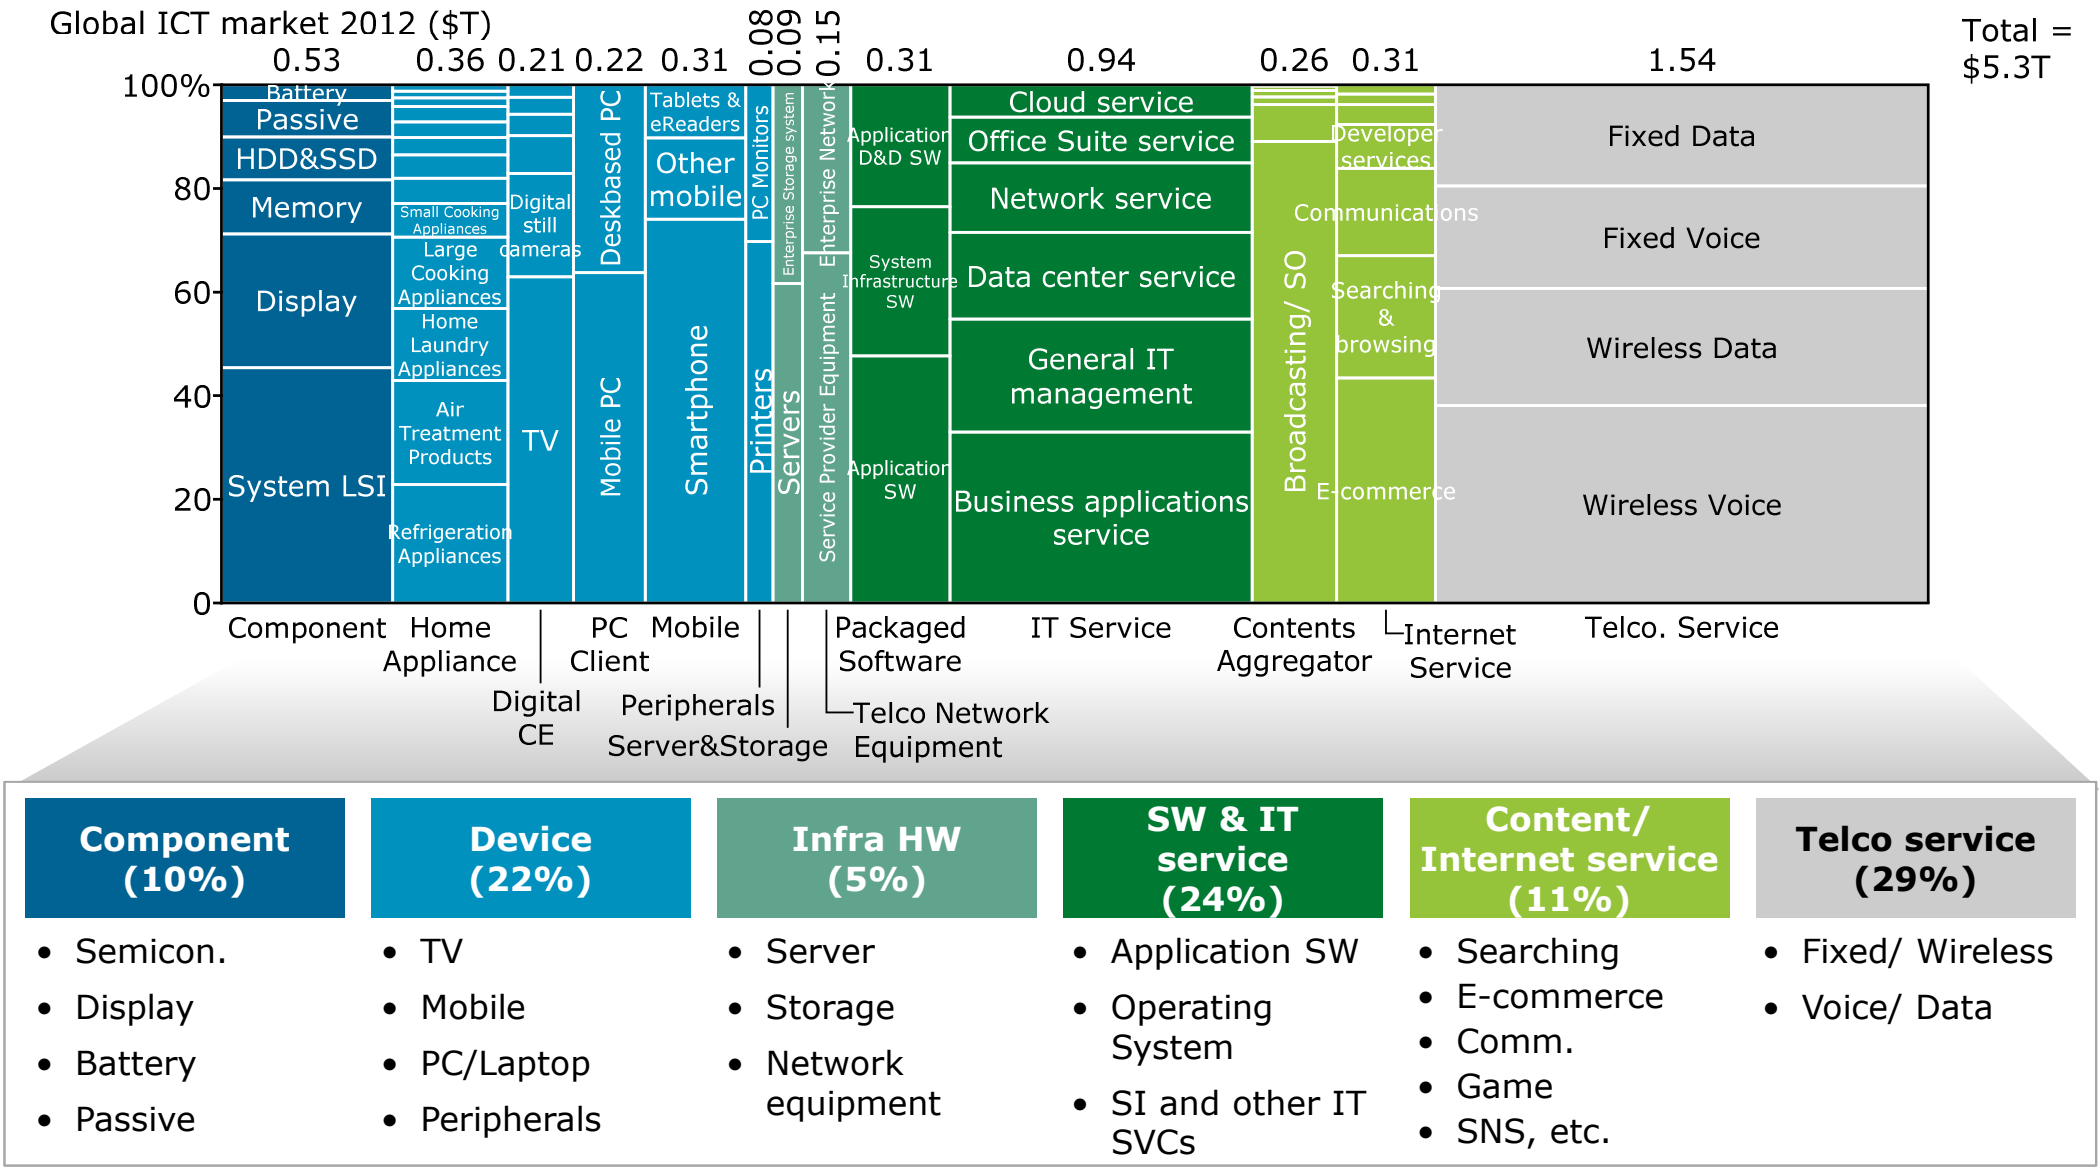 Global ICT market 2012 ($T)
Total =
$5.3T
0.53
0.36
0.21
0.22
0.31
0.08
0.09
0.15
0.31
0.94
0.26
0.31
1.54
100%
80
60
40
20
0
Battery
Passive
HDD&SSD
Memory
Display
System LSI
Small Cooking
Appliances
Large
Cooking
Appliances
Home
Laundry
Appliances
Air
Treatment
Products
Refrigeration
Appliances
Digital
still
cameras
TV
Deskbased PC
Mobile PC
Tablets &
eReaders
Other
mobile
Smartphone
PC Monitors
Printers
Enterprise Storage system
Servers
Enterprise Network
Service Provider Equipment
Application
D&D SW
System
Infrastructure
SW
Application
SW
Cloud service
Office Suite service
Network service
Data center service
General IT
management
Business applications
service
Broadcasting/ SO
Developer
services
Communications
Searching
&
browsing
E-commerce
Fixed Data
Fixed Voice
Wireless Data
Wireless Voice
Component
Home
Appliance
Digital
CE
PC
Client
Mobile
Peripherals
Server&Storage
Telco Network
Equipment
Packaged
Software
IT Service
Contents
Aggregator
Internet
Service
Telco. Service
Component
(10%)
• Semicon.
• Display
• Battery
• Passive
Device
(22%)
• TV
• Mobile
• PC/Laptop
• Peripherals
Infra HW
(5%)
• Server
• Storage
• Network
equipment
SW & IT
service
(24%)
• Application SW
• Operating
System
• SI and other IT
SVCs
Content/
Internet service
(11%)
• Searching
• E-commerce
• Comm.
• Game
• SNS, etc.
Telco service
(29%)
• Fixed/ Wireless
• Voice/ Data